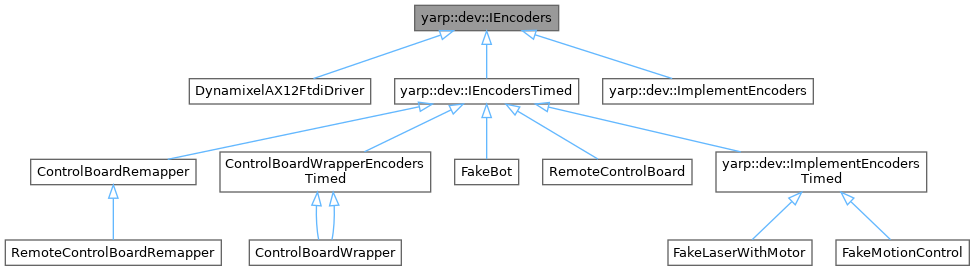 yarp::dev::IEncoders
DynamixelAX12FtdiDriver
yarp::dev::IEncodersTimed
yarp::dev::ImplementEncoders
ControlBoardRemapper
ControlBoardWrapperEncoders
Timed
FakeBot
RemoteControlBoard
yarp::dev::ImplementEncoders
Timed
RemoteControlBoardRemapper
ControlBoardWrapper
FakeLaserWithMotor
FakeMotionControl